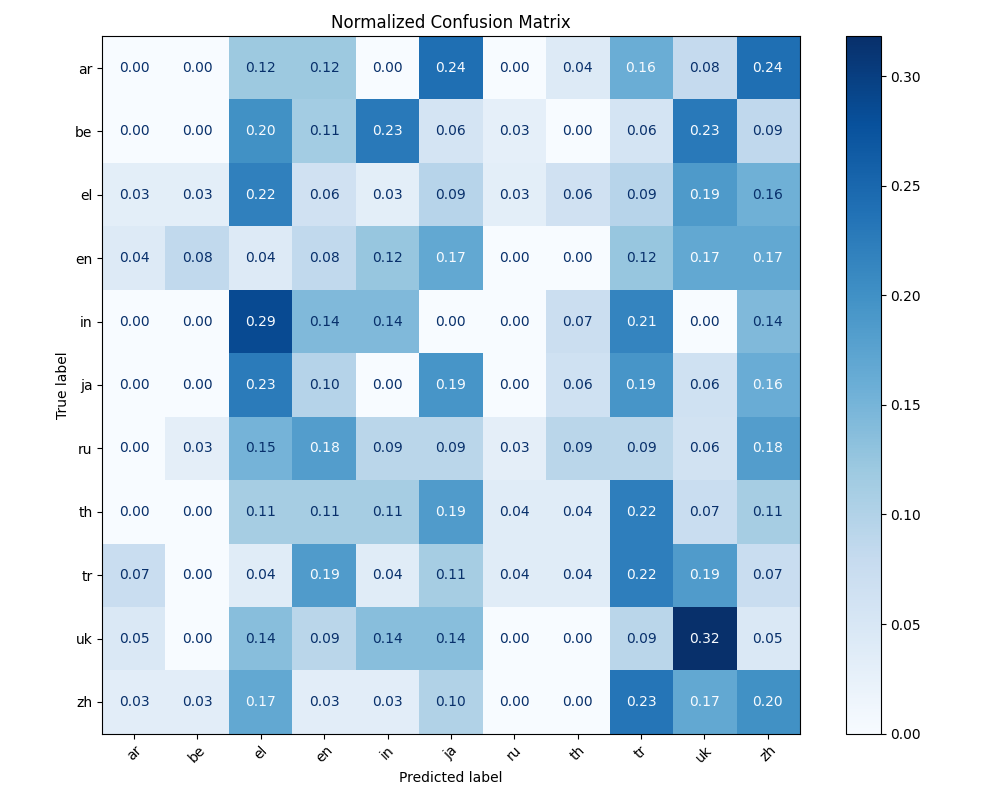 Normalized Confusion Matrix
ar 0.00 0.00 0.12 0.12 0.00 0.24 0.00 0.04 0.16 0.08 0.24
be 0.00 0.00 0.20 0.11 0.23 0.06 0.03 0.00 0.06 0.23 0.09
el 0.03 0.03 0.22 0.06 0.03 0.09 0.03 0.06 0.09 0.19 0.16
en 0.04 0.08 0.04 0.08 0.12 0.17 0.00 0.00 0.12 0.17 0.17
in 0.00 0.00 0.29 0.14 0.14 0.00 0.00 0.07 0.21 0.00 0.14
ja 0.00 0.00 0.23 0.10 0.00 0.19 0.00 0.06 0.19 0.06 0.16
ru 0.00 0.03 0.15 0.18 0.09 0.09 0.03 0.09 0.09 0.06 0.18
th 0.00 0.00 0.11 0.11 0.11 0.19 0.04 0.04 0.22 0.07 0.11
tr 0.07 0.00 0.04 0.19 0.04 0.11 0.04 0.04 0.22 0.19 0.07
uk 0.05 0.00 0.14 0.09 0.14 0.14 0.00 0.00 0.09 0.32 0.05
zh 0.03 0.03 0.17 0.03 0.03 0.10 0.00 0.00 0.23 0.17 0.20
ar be el en in ja ru th tr uk zh
Predicted label
True label
0.30
0.25
0.20
0.15
0.10
0.05
0.00